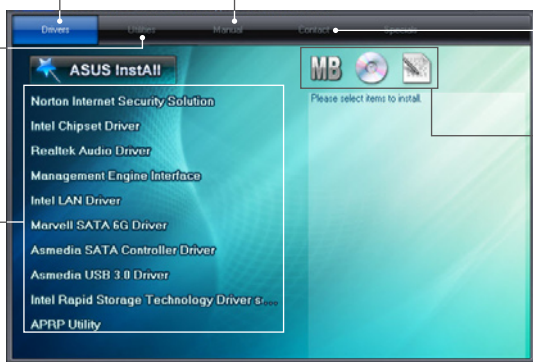 Drivers Utilities Manual Contact Specials
ASUS InstAll
MB
Norton Internet Security Solution
Please select items to install.
Intel Chipset Driver
Realtek Audio Driver
Management Engine Interface
Intel LAN Driver
Marvell SATA 6G Driver
Asmedia SATA Controller Driver
Asmedia USB 3.0 Driver
Intel Rapid Storage Technology Driver s....
APRP Utility